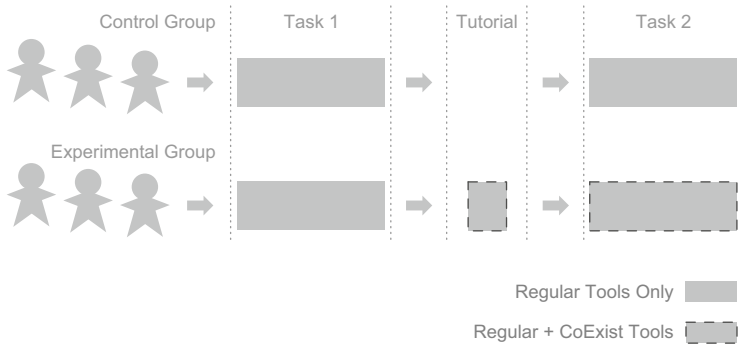 Control Group
Task 1
Tutorial
Task 2
Experimental Group
Regular Tools Only
Regular + CoExist Tools